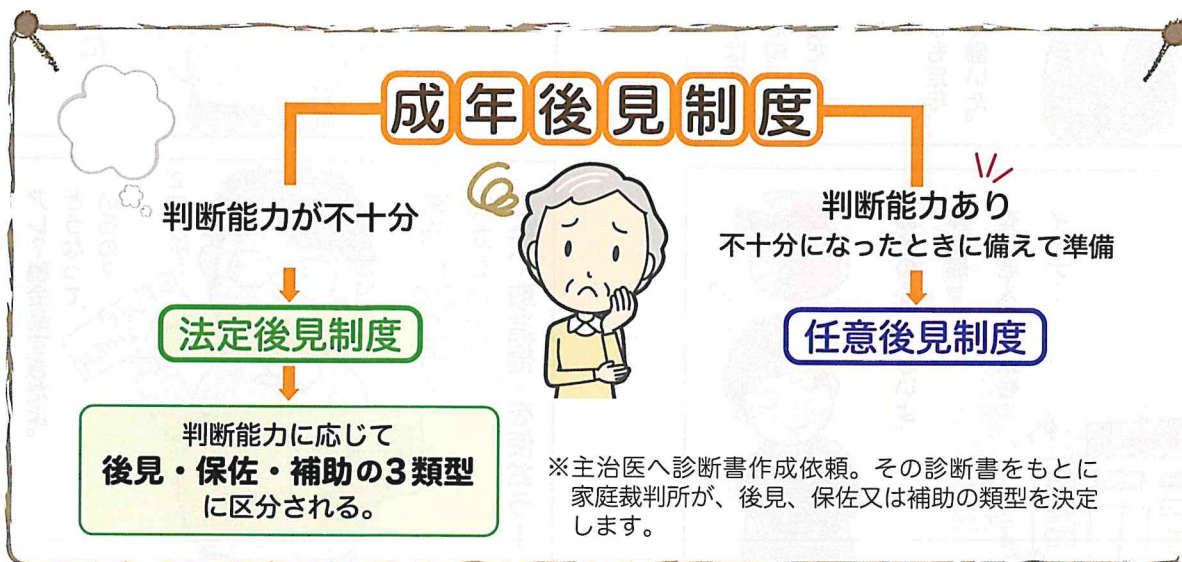 成年後見制度
判断能力が不十分
法定後見制度
判断能力に応じて
後見・保佐・補助の3類型
に区分される。
判断能力あり
不十分になったときに備えて準備
任意後見制度
※主治医へ診断書作成依頼。その診断書をもとに
家庭裁判所が、後見、保佐又は補助の類型を決定
します。